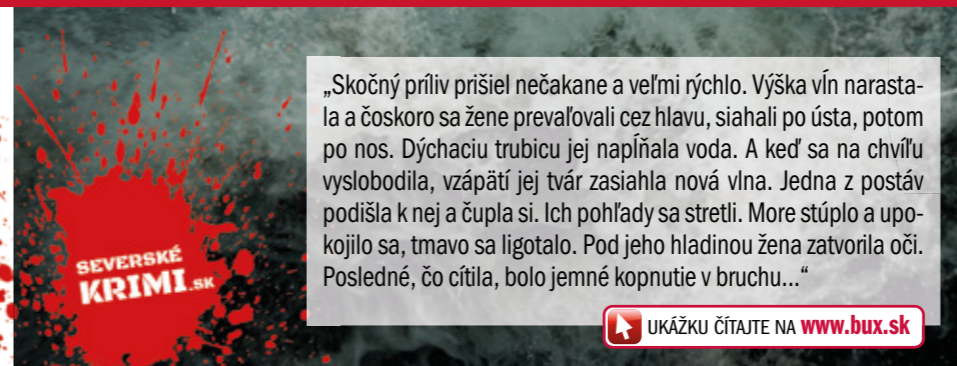 „Skočný príliv prišiel nečakane a veľmi rýchlo. Výška vĺn narasta-
la a čoskoro sa žene prevaľovali cez hlavu, siahali po ústa, potom
po nos. Dýchaciu trubicu jej napĺňala voda. A keď sa na chvíľu
vyslobodila, vzápätí jej tvár zasiahla nová vlna. Jedna z postáv
podišla k nej a čupla si. Ich pohľady sa stretli. More stúplo a upo-
kojilo sa, tmavo sa ligotalo. Pod jeho hladinou žena zatvorila oči.
Posledné, čo cítila, bolo jemné kopnutie v bruchu...“
SEVERSKÉ
KRIMI.SK
UKÁŽKU ČÍTAJTE NA www.bux.sk